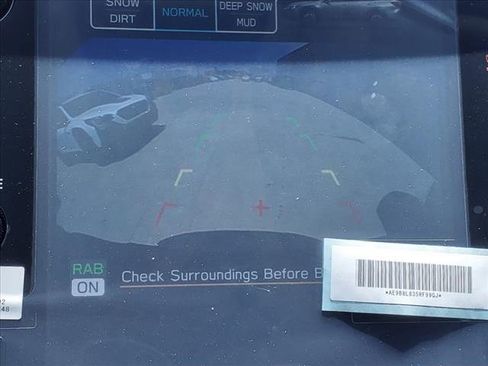 SNOW
DIRT
NORMAL
DEEP SNOW
MUD
RAB
ON
Check Surroundings Before B